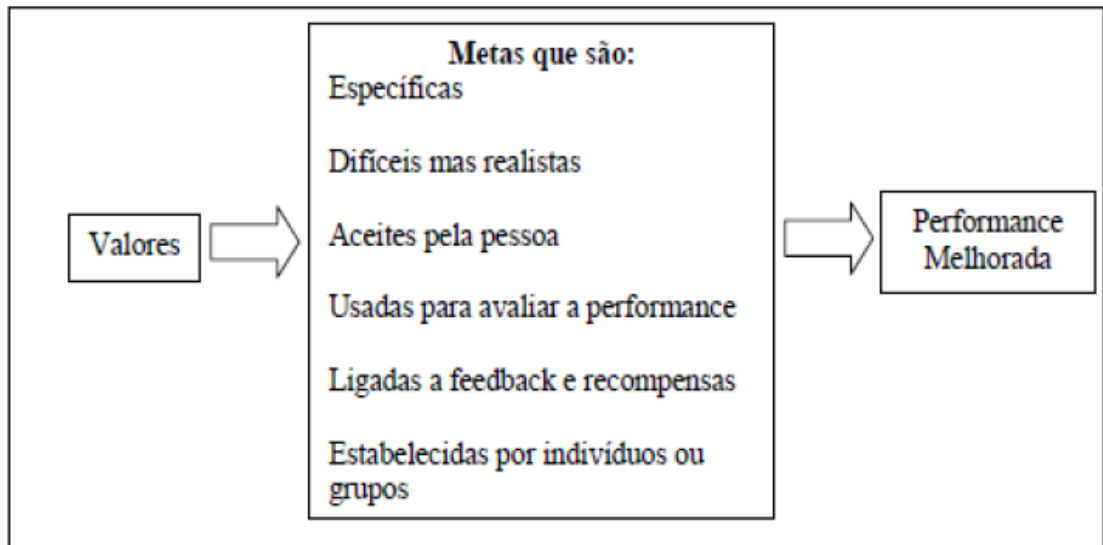 Valores
Metas que são:
Específicas
Difíceis mas realistas
Aceites pela pessoa
Usadas para avaliar a performance
Ligadas a feedback e recompensas
Estabelecidas por indivíduos ou
grupos
Performance
Melhorada